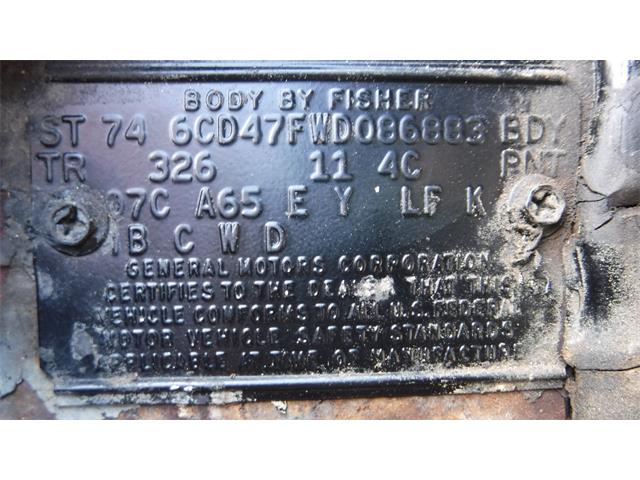 BODY BY FISHER
ST 74 6CD47FWD086883 BDY
TR 326 11 4C PNT
07C A65 E Y LF K
B C W D
GENERAL MOTORS CORPORATION
CERTIFIES TO THE DEALER THAT THIS
VEHICLE CONFORMS TO ALL U.S. FEDERAL
MOTOR VEHICLE SAFETY STANDARDS
APPLICABLE AT TIME OF MANUFACTURE